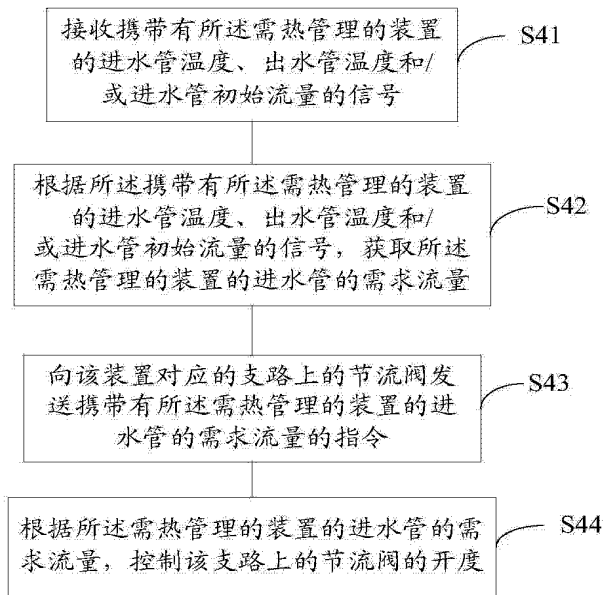 接收携带有所述需热管理的装置
的进水管温度、出水管温度和/
或进水管初始流量的信号
S41
根据所述携带有所述需热管理的装置
的进水管温度、出水管温度和/
或进水管初始流量的信号，获取所述
需热管理的装置的进水管的需求流量
S42
向该装置对应的支路上的节流阀发
送携带有所述需热管理的装置的进
水管的需求流量的指令
S43
根据所述需热管理的装置的进水管的需
求流量，控制该支路上的节流阀的开度
S44